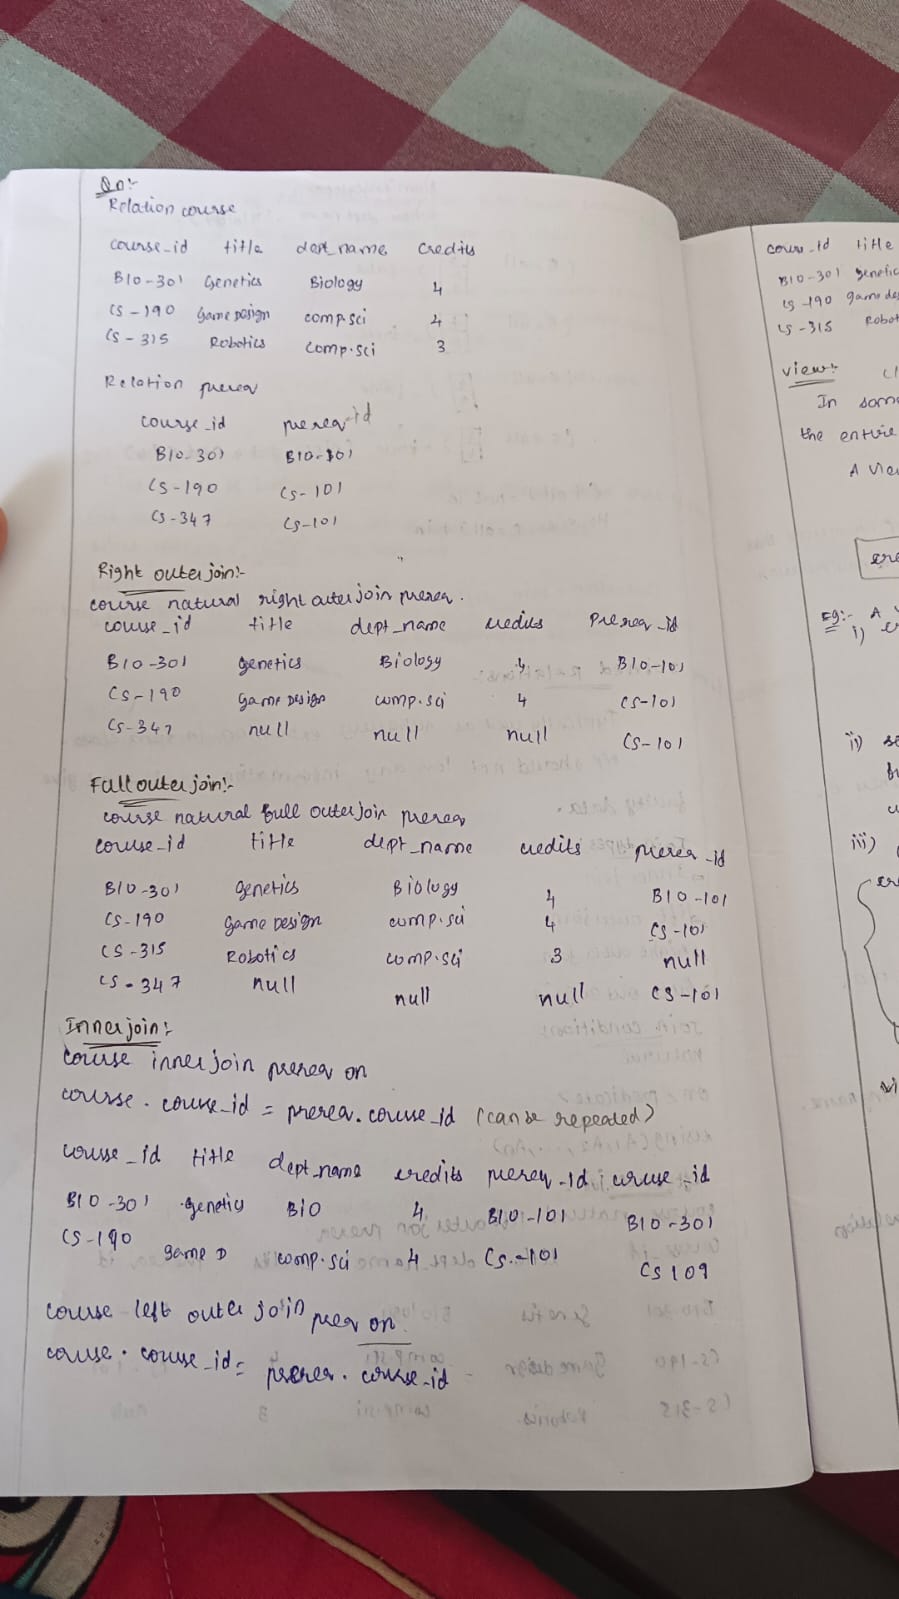 Qn:-
Relation course
course_id title dept_name credits
BIO-301 Genetics Biology 4
CS-190 Game Design comp.sci 4
CS-315 Robotics comp.sci 3
Relation prereq
course_id prereq-id
BIO-301 BIO-101
CS-190 CS-101
CS-347 CS-101
Right outer join:-
course natural right outer join prereq.
course_id title dept_name credits Prereq_id
BIO-301 genetics Biology 4 BIO-101
CS-190 game Design comp.sci 4 CS-101
CS-347 null null null CS-101
Full outer join:-
course natural full outer join prereq
course_id title dept_name credits prereq_id
BIO-301 genetics Biology 4 BIO-101
CS-190 Game Design comp.sci 4 CS-101
CS-315 Robotics comp.sci 3 null
CS-347 null null null CS-101
Inner join:-
course inner join prereq on
course.course_id = prereq.course_id (can be repeated)
course_id title dept_name credits prereq-id course_id
BIO-301 genetics BIO 4 BIO-101 BIO-301
CS-190 game D comp.sci 4 CS-101 CS 109
course left outer join prer on
course.course_id = prereq.course_id
cours_id title
BIO-301 genetic
CS-190 game de
CS-315 Robot
view:-
In som
the entire
A vie
cre
Eg:- A
i)
ii) se
iii)
cr